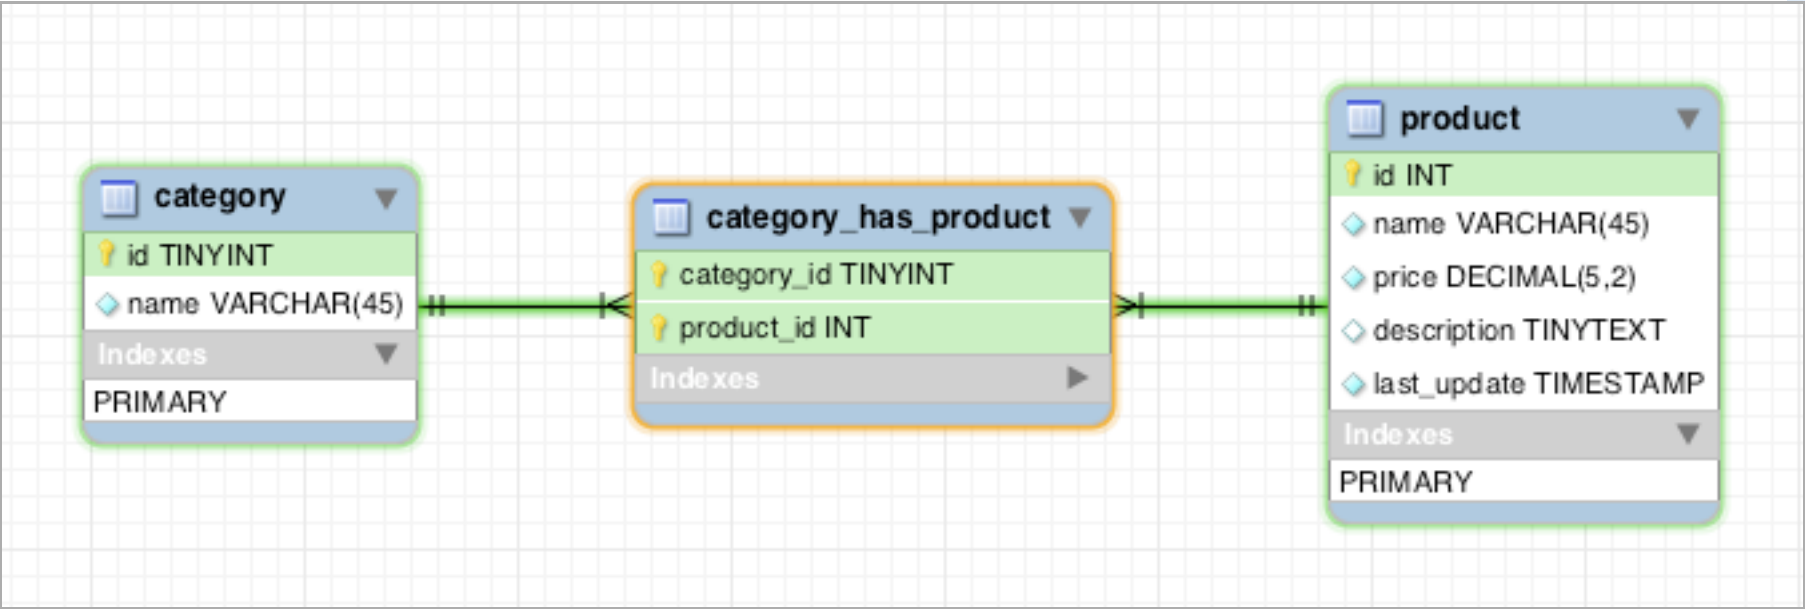 category
id TINYINT
name VARCHAR(45)
Indexes
PRIMARY
category_has_product
category_id TINYINT
product_id INT
Indexes
product
id INT
name VARCHAR(45)
price DECIMAL(5,2)
description TINYTEXT
last_update TIMESTAMP
Indexes
PRIMARY